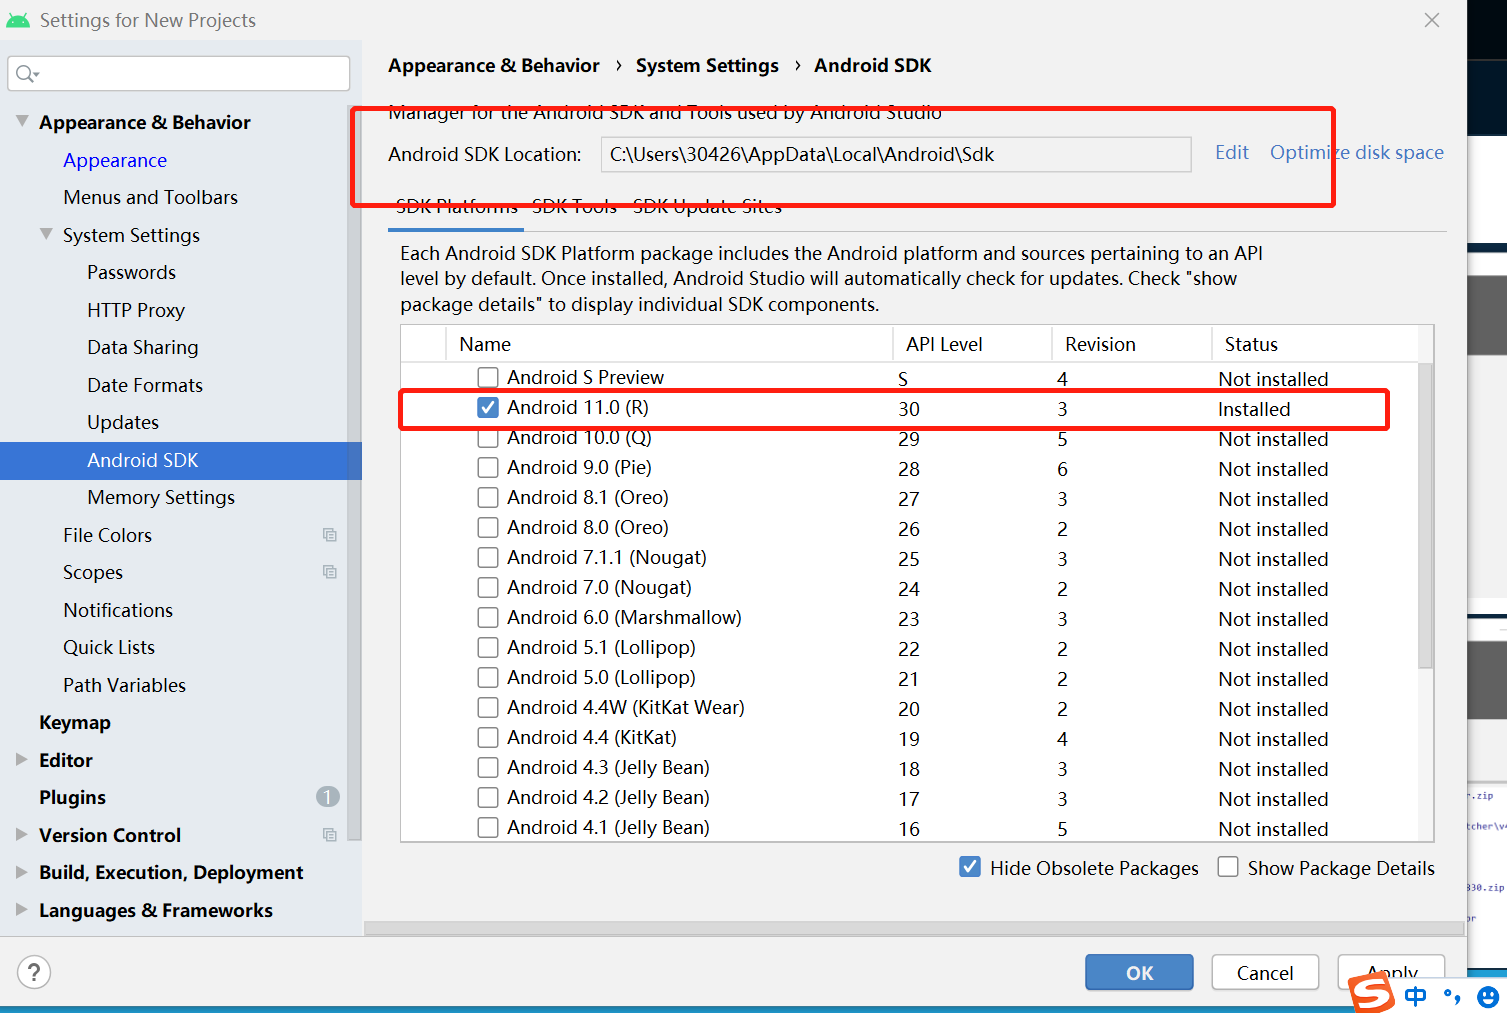 Settings for New Projects
Appearance & Behavior › System Settings › Android SDK
Appearance & Behavior
Appearance
Menus and Toolbars
System Settings
Passwords
HTTP Proxy
Data Sharing
Date Formats
Updates
Android SDK
Memory Settings
File Colors
Scopes
Notifications
Quick Lists
Path Variables
Keymap
Editor
Plugins 1
Version Control
Build, Execution, Deployment
Languages & Frameworks
Manager for the Android SDK and Tools used by Android Studio
Android SDK Location: C:\Users\30426\AppData\Local\Android\Sdk Edit Optimize disk space
SDK Platforms SDK Tools SDK Update Sites
Each Android SDK Platform package includes the Android platform and sources pertaining to an API
level by default. Once installed, Android Studio will automatically check for updates. Check "show
package details" to display individual SDK components.
Name API Level Revision Status
Android S Preview S 4 Not installed
Android 11.0 (R) 30 3 Installed
Android 10.0 (Q) 29 5 Not installed
Android 9.0 (Pie) 28 6 Not installed
Android 8.1 (Oreo) 27 3 Not installed
Android 8.0 (Oreo) 26 2 Not installed
Android 7.1.1 (Nougat) 25 3 Not installed
Android 7.0 (Nougat) 24 2 Not installed
Android 6.0 (Marshmallow) 23 3 Not installed
Android 5.1 (Lollipop) 22 2 Not installed
Android 5.0 (Lollipop) 21 2 Not installed
Android 4.4W (KitKat Wear) 20 2 Not installed
Android 4.4 (KitKat) 19 4 Not installed
Android 4.3 (Jelly Bean) 18 3 Not installed
Android 4.2 (Jelly Bean) 17 3 Not installed
Android 4.1 (Jelly Bean) 16 5 Not installed
Hide Obsolete Packages Show Package Details
? OK Cancel Apply
r.zip
tcher\v4
330.zip
or
S 中 °,